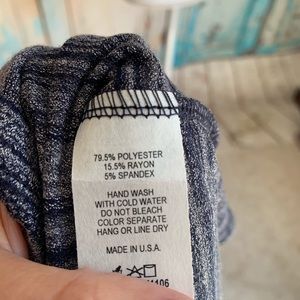 79.5% POLYESTER
15.5% RAYON
5% SPANDEX
HAND WASH
WITH COLD WATER
DO NOT BLEACH
COLOR SEPARATE
HANG OR LINE DRY
MADE IN U.S.A.